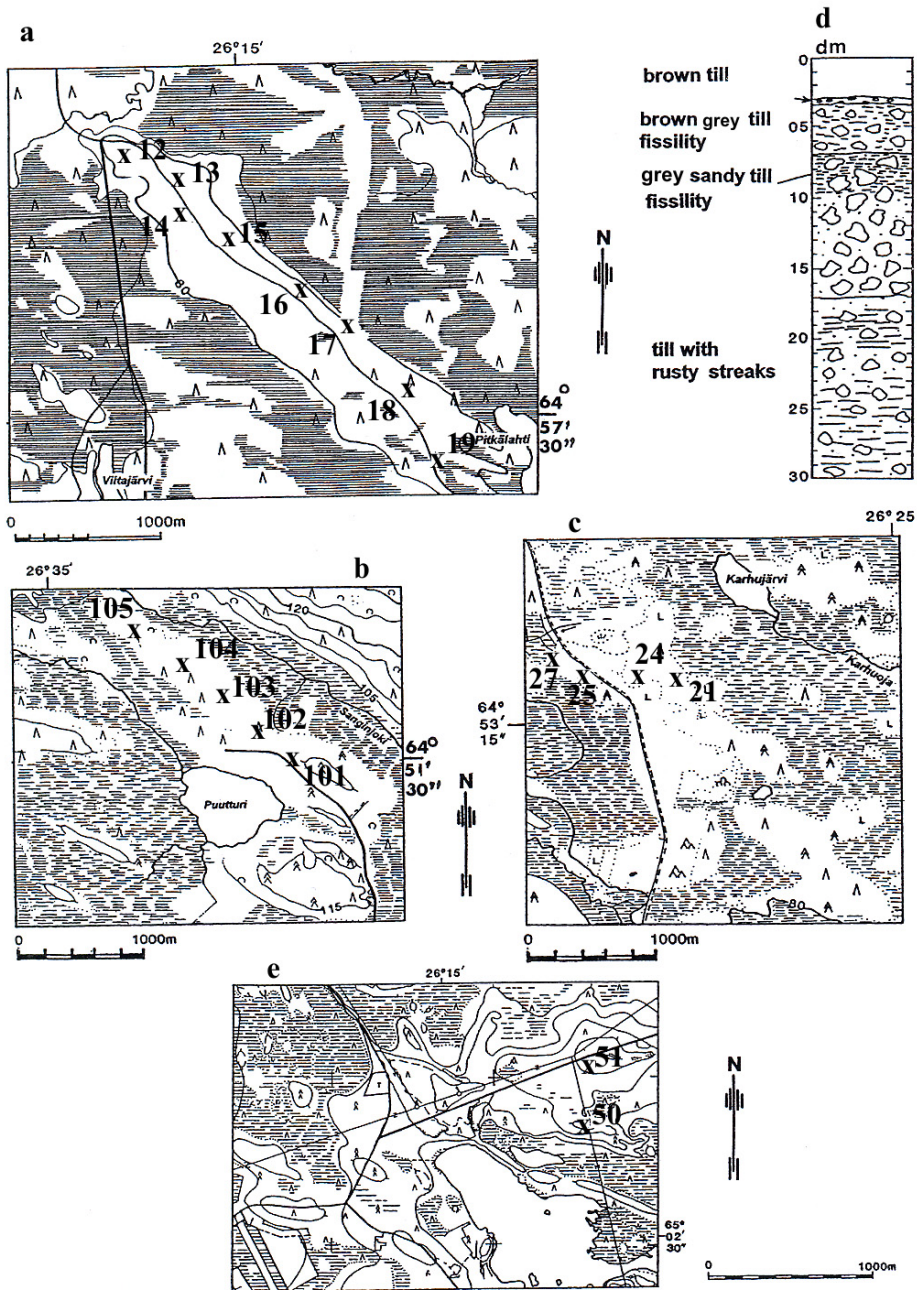 a
26°15'
12
13
14
15
80
16
17
18
19
Pitkälahti
Viitajärvi
64°
57'
30"
0 1000m
N
d
dm
0
brown till
brown grey till
fissility
05
grey sandy till
fissility
10
15
20
till with
rusty streaks
25
30
b
26°35'
105
104
103
102
101
120
105
Sanginjoki
Puutturi
115
64°
51'
30"
N
0 1000m
c
26°25
Karhujärvi
Karhuoja
27
25
24
21
64°
53'
15"
80
0 1000m
e
26°15'
51
50
65°
02'
30"
N
0 1000m